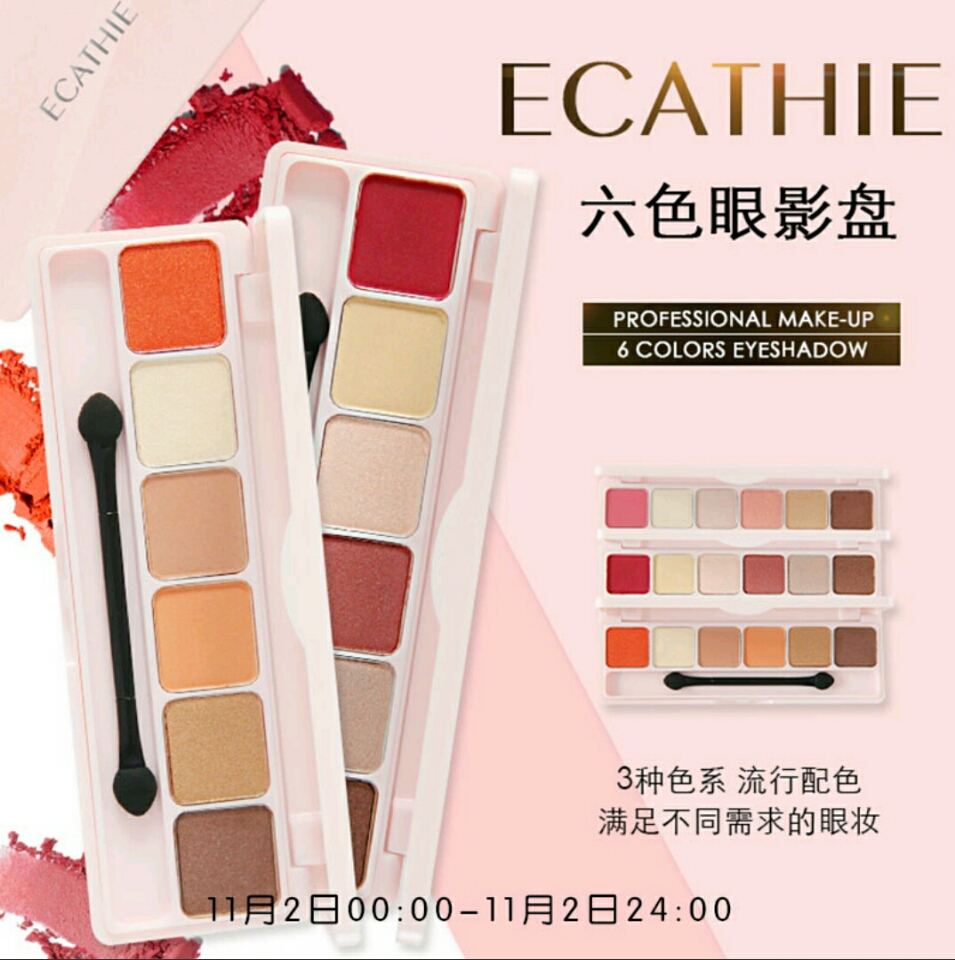 ECATHIE
ECATHIE
六色眼影盘
PROFESSIONAL MAKE-UP
6 COLORS EYESHADOW
3种色系 流行配色
满足不同需求的眼妆
11月2日00:00-11月2日24:00